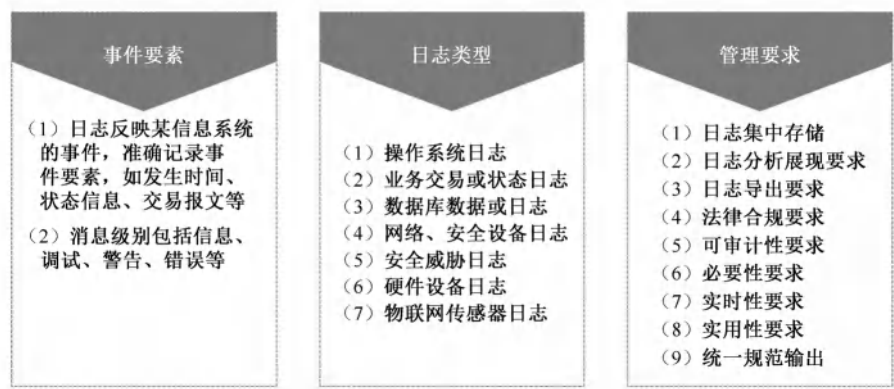 事件要素
（1）日志反映某信息系统
的事件，准确记录事
件要素，如发生时间、
状态信息、交易报文等
（2）消息级别包括信息、
调试、警告、错误等
日志类型
（1）操作系统日志
（2）业务交易或状态日志
（3）数据库数据或日志
（4）网络、安全设备日志
（5）安全威胁日志
（6）硬件设备日志
（7）物联网传感器日志
管理要求
（1）日志集中存储
（2）日志分析展现要求
（3）日志导出要求
（4）法律合规要求
（5）可审计性要求
（6）必要性要求
（7）实时性要求
（8）实用性要求
（9）统一规范输出